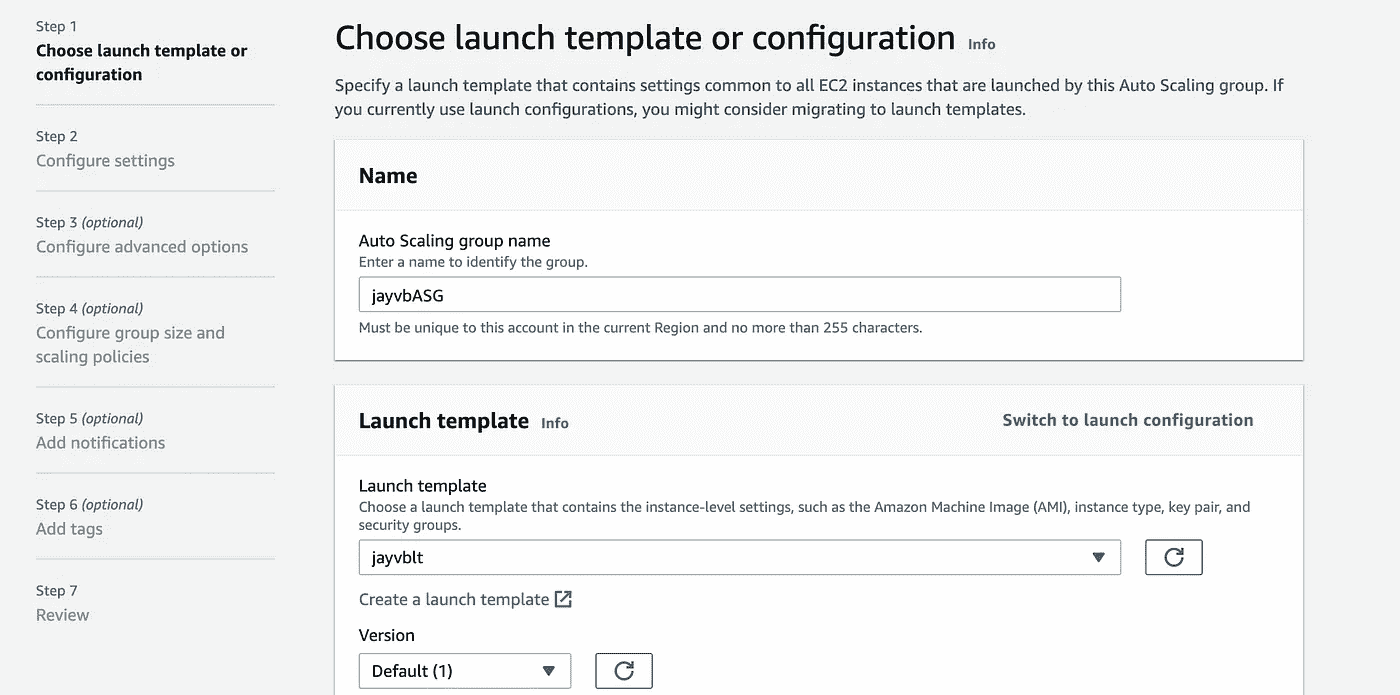 Step 1
Choose launch template or
configuration
Step 2
Configure settings
Step 3 (optional)
Configure advanced options
Step 4 (optional)
Configure group size and
scaling policies
Step 5 (optional)
Add notifications
Step 6 (optional)
Add tags
Step 7
Review
Choose launch template or configuration Info
Specify a launch template that contains settings common to all EC2 instances that are launched by this Auto Scaling group. If
you currently use launch configurations, you might consider migrating to launch templates.
Name
Auto Scaling group name
Enter a name to identify the group.
jayvbASG
Must be unique to this account in the current Region and no more than 255 characters.
Launch template Info
Switch to launch configuration
Launch template
Choose a launch template that contains the instance-level settings, such as the Amazon Machine Image (AMI), instance type, key pair, and
security groups.
jayvblt
Create a launch template
Version
Default (1)